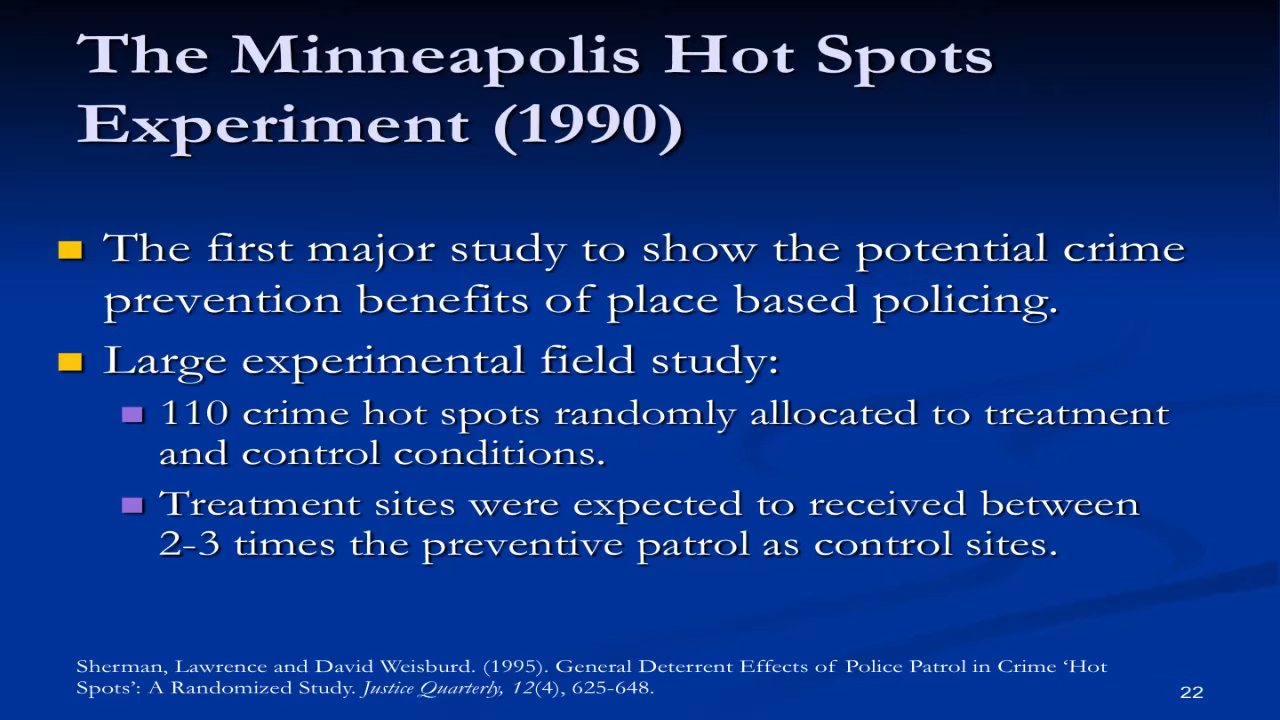 The Minneapolis Hot Spots
Experiment (1990)
The first major study to show the potential crime
prevention benefits of place based policing.
Large experimental field study:
110 crime hot spots randomly allocated to treatment
and control conditions.
Treatment sites were expected to received between
2-3 times the preventive patrol as control sites.
Sherman, Lawrence and David Weisburd. (1995). General Deterrent Effects of Police Patrol in Crime ‘Hot
Spots’: A Randomized Study. Justice Quarterly, 12(4), 625-648.
22